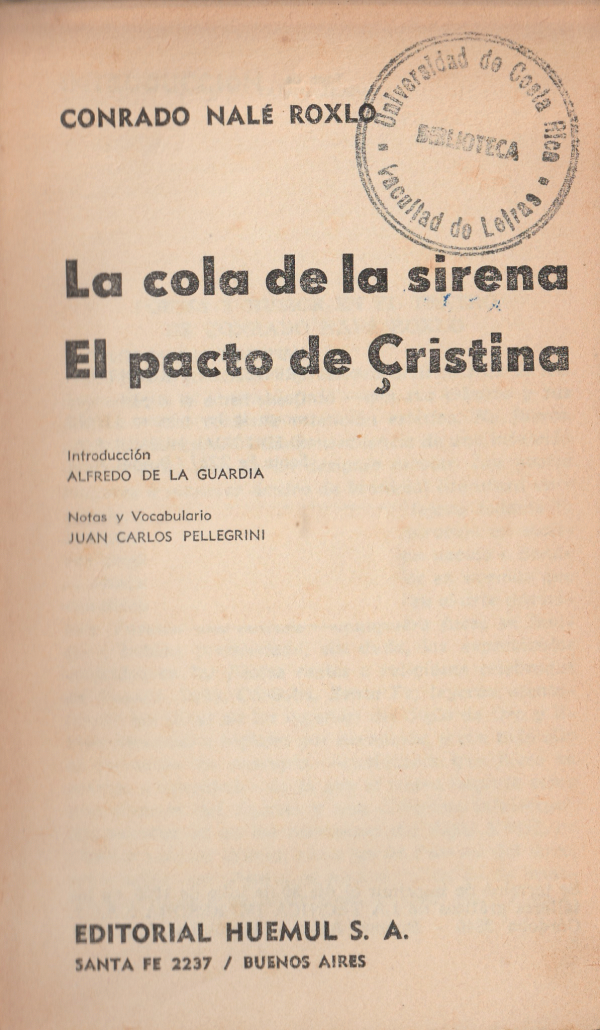 CONRADO NALÉ ROXLO
Universidad de Costa Rica
BIBLIOTECA
Facultad de Letras
La cola de la sirena
El pacto de Çristina
Introducción
ALFREDO DE LA GUARDIA
Notas y Vocabulario
JUAN CARLOS PELLEGRINI
EDITORIAL HUEMUL S. A.
SANTA FE 2237 / BUENOS AIRES